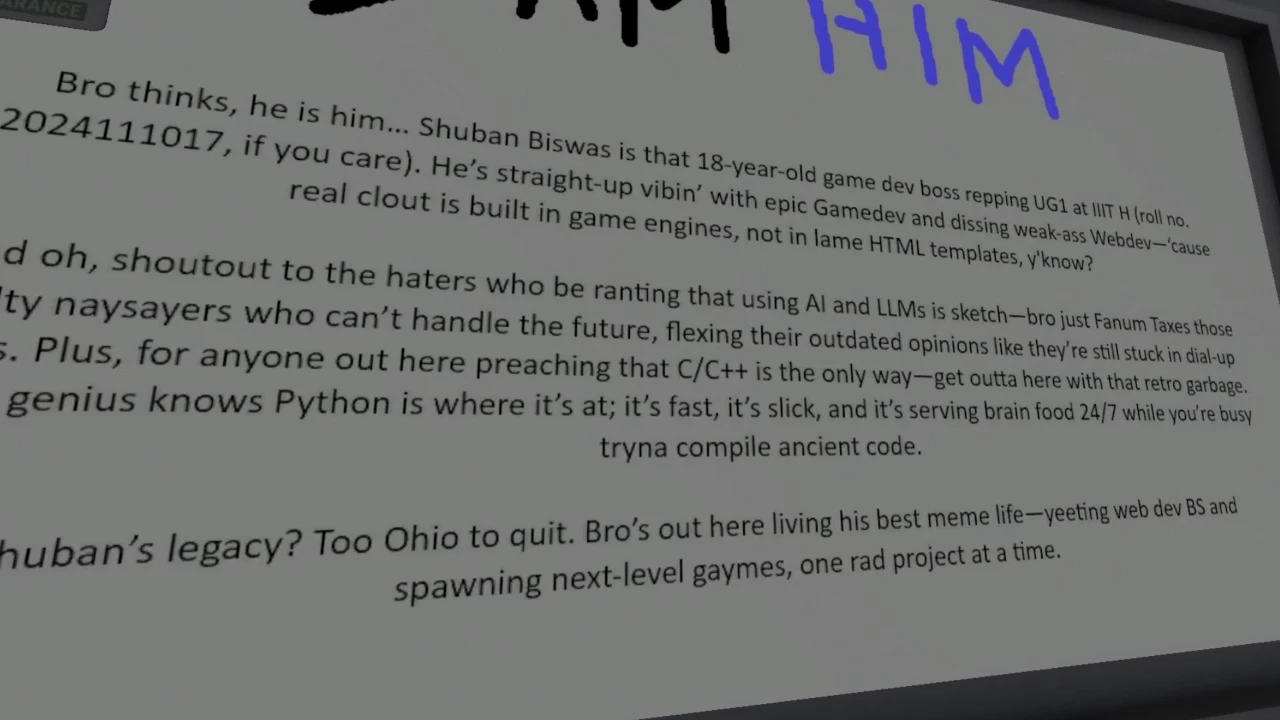 ARANCE
AM HIM
Bro thinks, he is him... Shuban Biswas is that 18-year-old game dev boss repping UG1 at IIIT H (roll no.
2024111017, if you care). He's straight-up vibin' with epic Gamedev and dissing weak-ass Webdev—'cause
real clout is built in game engines, not in lame HTML templates, y'know?
d oh, shoutout to the haters who be ranting that using AI and LLMs is sketch—bro just Fanum Taxes those
lty naysayers who can't handle the future, flexing their outdated opinions like they're still stuck in dial-up
s. Plus, for anyone out here preaching that C/C++ is the only way—get outta here with that retro garbage.
genius knows Python is where it's at; it's fast, it's slick, and it's serving brain food 24/7 while you're busy
tryna compile ancient code.
huban's legacy? Too Ohio to quit. Bro's out here living his best meme life—yeeting web dev BS and
spawning next-level gaymes, one rad project at a time.